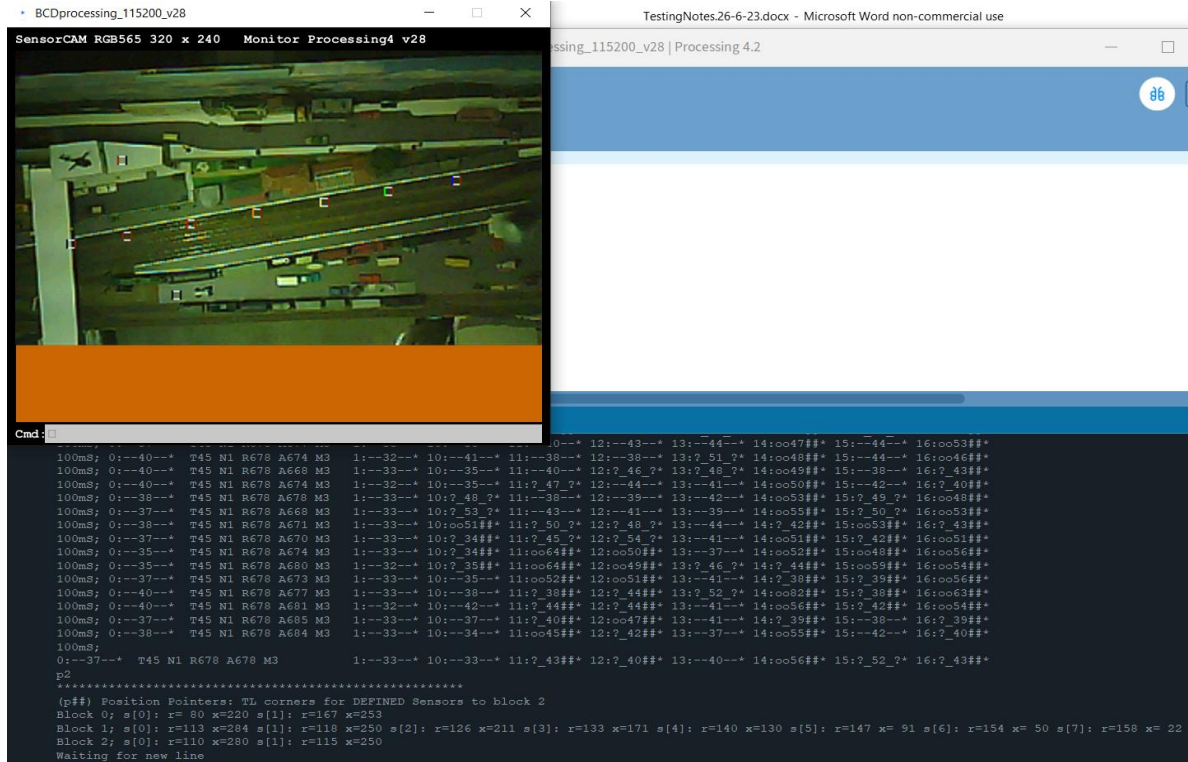 BCDprocessing_115200_v28
TestingNotes.26-6-23.docx - Microsoft Word non-commercial use
SensorCAM RGB565 320 x 240 Monitor Processing4 v28
essing_115200_v28 | Processing 4.2
Cmd:
12:--43--* 13:--44--* 14:oo47##* 15:--44--* 16:oo53##*
100mS; 0:--40--* T45 N1 R678 A674 M3 1:--32--* 10:--41--* 11:--38--* 12:--38--* 13:?_51_?* 14:oo48##* 15:--44--* 16:oo46##*
100mS; 0:--40--* T45 N1 R678 A668 M3 1:--33--* 10:--35--* 11:--40--* 12:?_46_?* 13:?_48_?* 14:oo49##* 15:--38--* 16:?_43##*
100mS; 0:--40--* T45 N1 R678 A674 M3 1:--32--* 10:--35--* 11:?_47_?* 12:--44--* 13:--41--* 14:oo50##* 15:--42--* 16:?_40##*
100mS; 0:--38--* T45 N1 R678 A678 M3 1:--33--* 10:?_48_?* 11:--38--* 12:--39--* 13:--42--* 14:oo53##* 15:?_49_?* 16:oo48##*
100mS; 0:--37--* T45 N1 R678 A668 M3 1:--33--* 10:?_53_?* 11:--43--* 12:--41--* 13:--39--* 14:oo55##* 15:?_50_?* 16:oo53##*
100mS; 0:--38--* T45 N1 R678 A671 M3 1:--33--* 10:oo51##* 11:?_50_?* 12:?_48_?* 13:--44--* 14:?_42##* 15:oo53##* 16:?_43##*
100mS; 0:--37--* T45 N1 R678 A670 M3 1:--33--* 10:?_34##* 11:?_45_?* 12:?_54_?* 13:--41--* 14:oo51##* 15:?_42##* 16:oo51##*
100mS; 0:--35--* T45 N1 R678 A674 M3 1:--33--* 10:?_34##* 11:oo64##* 12:oo50##* 13:--37--* 14:oo52##* 15:oo48##* 16:oo56##*
100mS; 0:--35--* T45 N1 R678 A680 M3 1:--32--* 10:?_35##* 11:oo64##* 12:oo49##* 13:?_46_?* 14:?_44##* 15:oo59##* 16:oo54##*
100mS; 0:--37--* T45 N1 R678 A673 M3 1:--33--* 10:--35--* 11:oo52##* 12:oo51##* 13:--41--* 14:?_38##* 15:?_39##* 16:oo56##*
100mS; 0:--40--* T45 N1 R678 A677 M3 1:--33--* 10:--38--* 11:?_38##* 12:?_44##* 13:?_52_?* 14:oo82##* 15:?_38##* 16:oo63##*
100mS; 0:--40--* T45 N1 R678 A681 M3 1:--32--* 10:--42--* 11:?_44##* 12:?_44##* 13:--41--* 14:oo56##* 15:?_42##* 16:oo54##*
100mS; 0:--40--* T45 N1 R678 A685 M3 1:--33--* 10:--37--* 11:?_40##* 12:oo47##* 13:--41--* 14:?_39##* 15:--38--* 16:?_39##*
100mS; 0:--38--* T45 N1 R678 A684 M3 1:--33--* 10:--34--* 11:oo45##* 12:?_42##* 13:--37--* 14:oo55##* 15:--42--* 16:?_40##*
100mS;
0:--37--* T45 N1 R678 A678 M3 1:--33--* 10:--33--* 11:?_43##* 12:?_40##* 13:--40--* 14:oo56##* 15:?_52_?* 16:?_43##*
p2
*******************************************************
(p##) Position Pointers: TL corners for DEFINED Sensors to block 2
Block 0; s[0]: r= 80 x=220 s[1]: r=167 x=253
Block 1; s[0]: r=113 x=284 s[1]: r=118 x=250 s[2]: r=126 x=211 s[3]: r=133 x=171 s[4]: r=140 x=130 s[5]: r=147 x= 91 s[6]: r=154 x= 50 s[7]: r=158 x= 22
Block 2; s[0]: r=110 x=280 s[1]: r=115 x=250
Waiting for new line